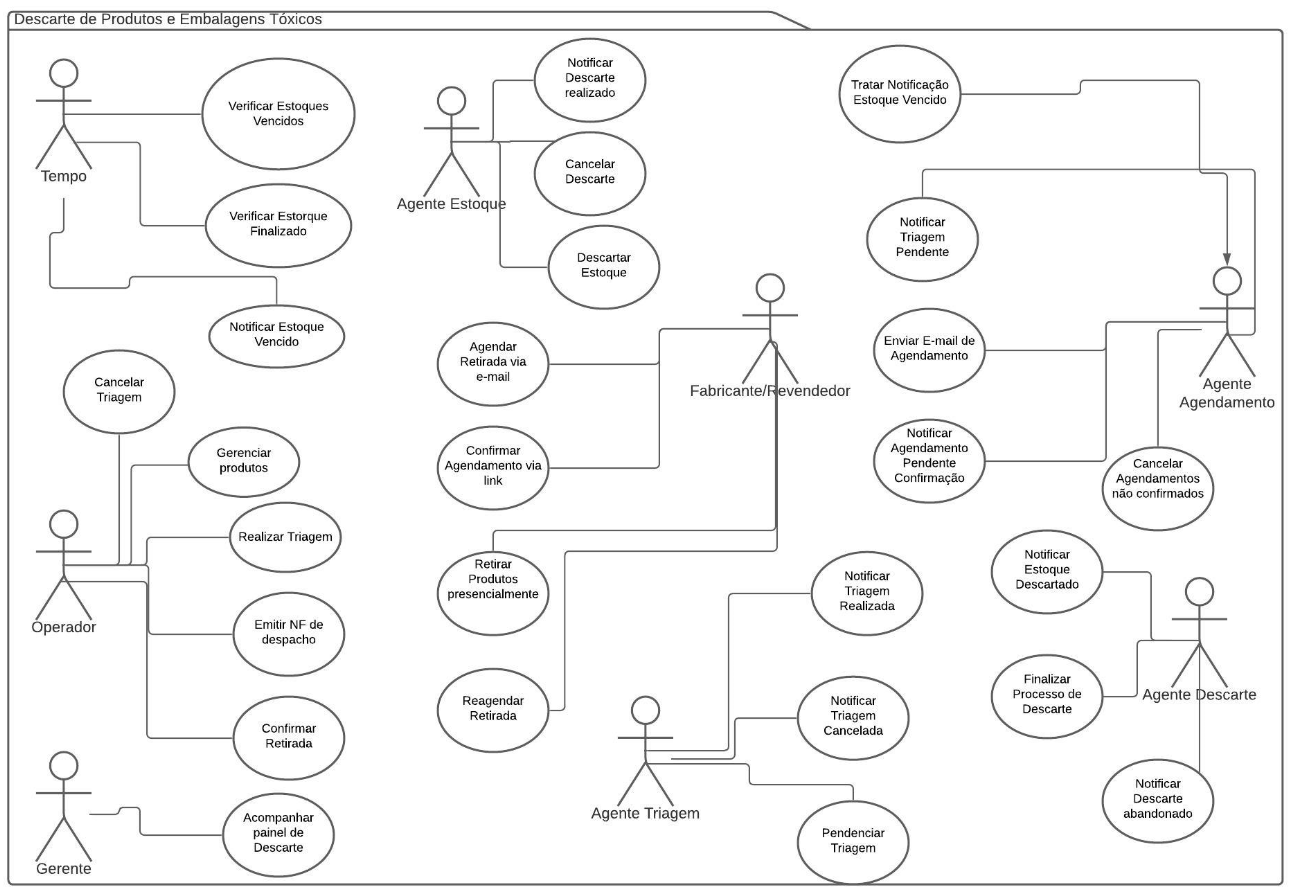 Descarte de Produtos e Embalagens Tóxicos
Verificar Estoques
Vencidos
Tempo
Verificar Estorque
Finalizado
Notificar Estoque
Vencido
Notificar
Descarte
realizado
Cancelar
Descarte
Agente Estoque
Descartar
Estoque
Tratar Notificação
Estoque Vencido
Notificar
Triagem
Pendente
Enviar E-mail de
Agendamento
Agente
Agendamento
Notificar
Agendamento
Pendente
Confirmação
Cancelar
Agendamentos
não confirmados
Agendar
Retirada via
e-mail
Fabricante/Revendedor
Confirmar
Agendamento via
link
Retirar
Produtos
presencialmente
Reagendar
Retirada
Cancelar
Triagem
Gerenciar
produtos
Realizar Triagem
Operador
Emitir NF de
despacho
Confirmar
Retirada
Acompanhar
painel de
Descarte
Gerente
Notificar
Triagem
Realizada
Notificar
Triagem
Cancelada
Agente Triagem
Pendenciar
Triagem
Notificar
Estoque
Descartado
Finalizar
Processo de
Descarte
Agente Descarte
Notificar
Descarte
abandonado